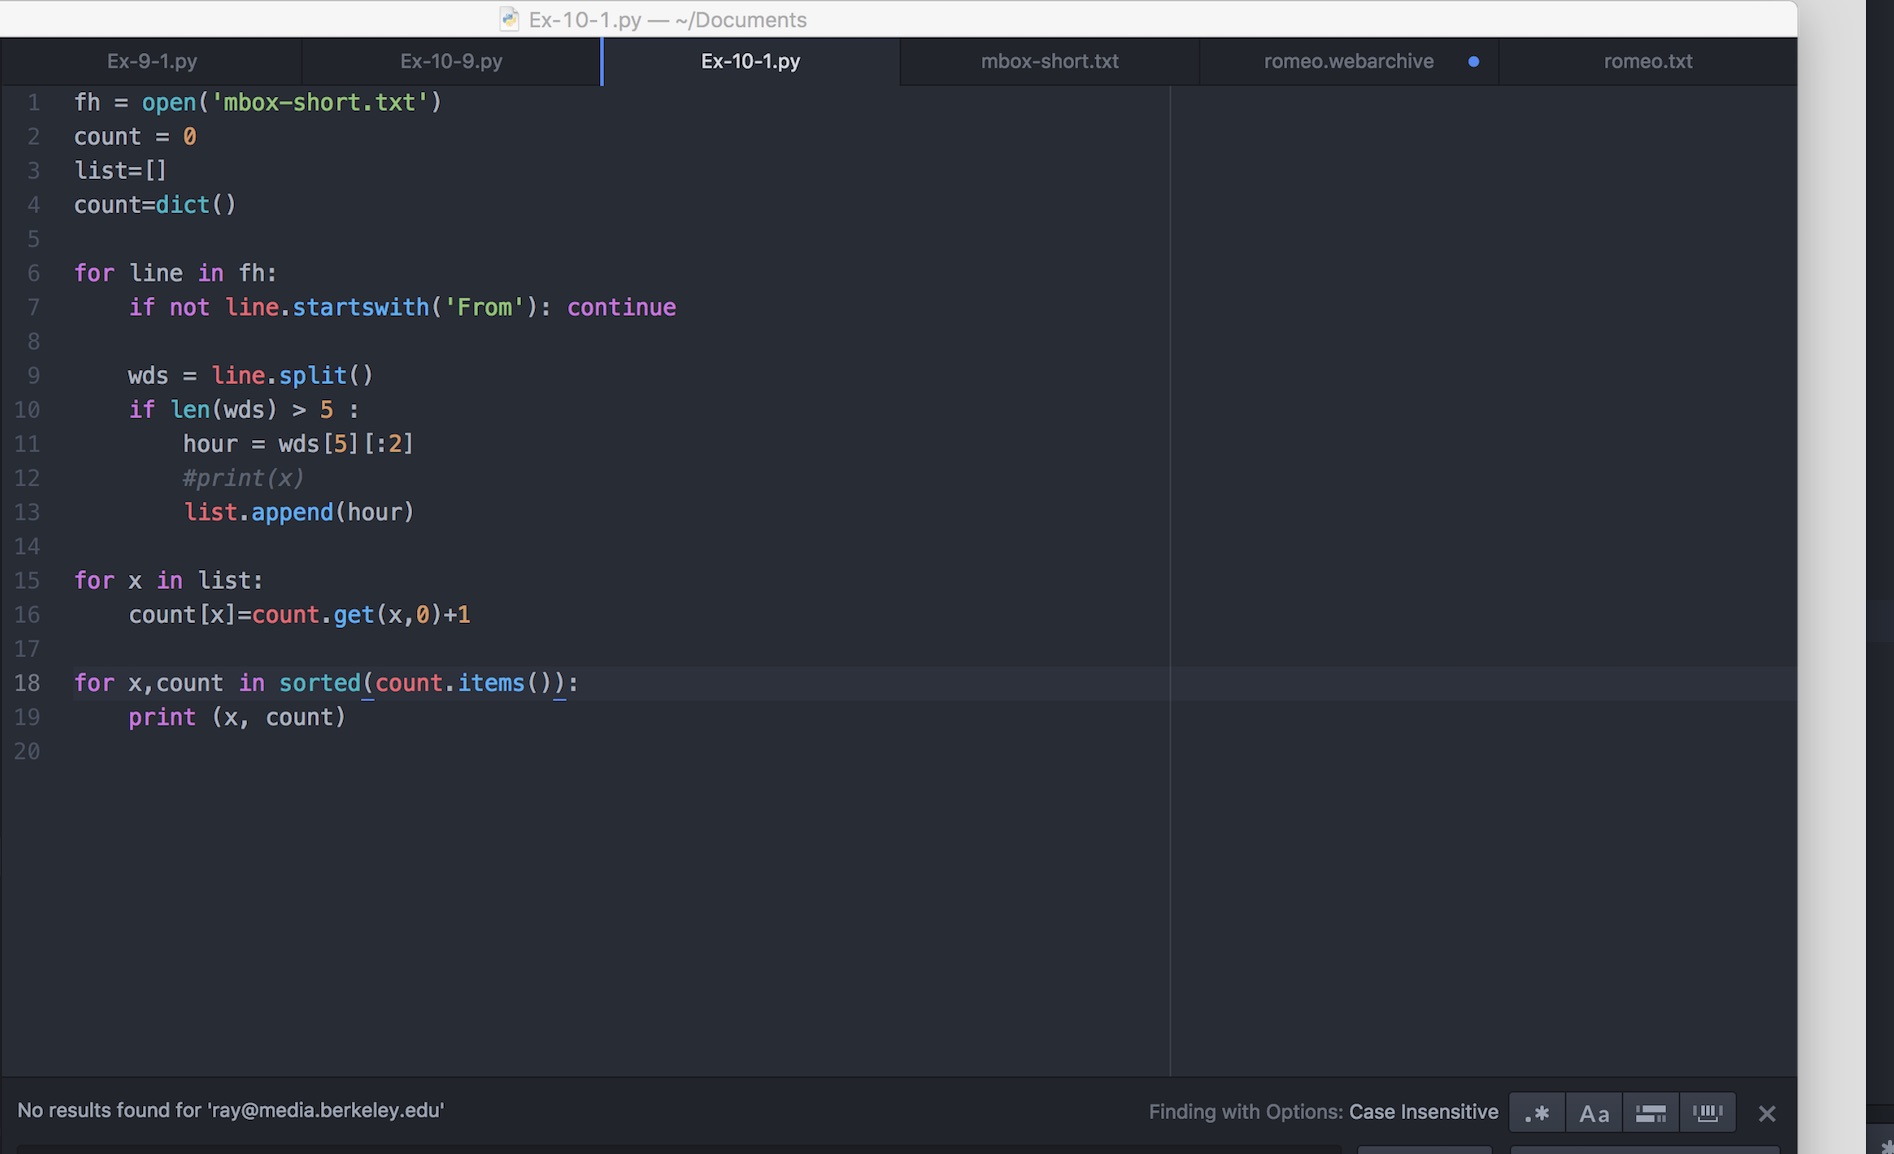 Ex-10-1.py — ~/Documents
Ex-9-1.py Ex-10-9.py Ex-10-1.py mbox-short.txt romeo.webarchive romeo.txt
1 fh = open('mbox-short.txt')
2 count = 0
3 list=[]
4 count=dict()
5
6 for line in fh:
7     if not line.startswith('From'): continue
8
9     wds = line.split()
10     if len(wds) > 5 :
11         hour = wds[5][:2]
12         #print(x)
13         list.append(hour)
14
15 for x in list:
16     count[x]=count.get(x,0)+1
17
18 for x,count in sorted(count.items()):
19     print (x, count)
20
No results found for 'ray@media.berkeley.edu' Finding with Options: Case Insensitive .* Aa